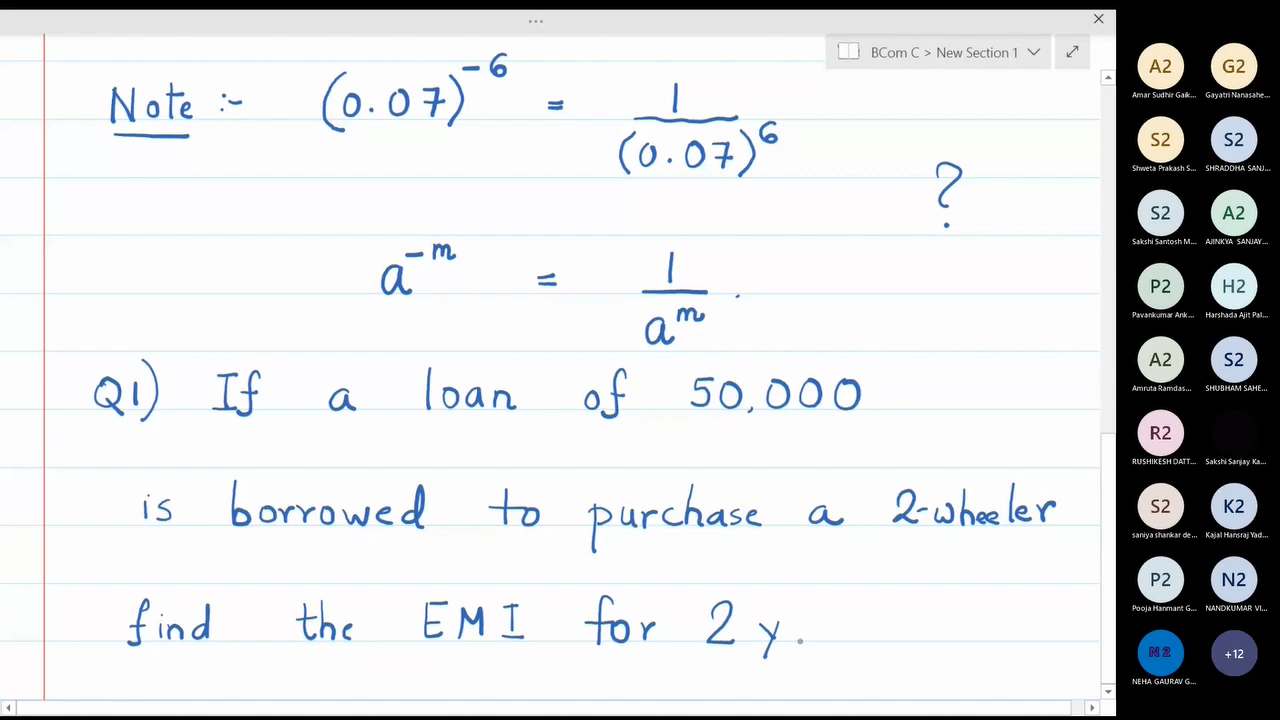 BCom C > New Section 1
Note :- (0.07)^-6 = 1/(0.07)^6
?
a^-m = 1/a^m .
Q1) If a loan of 50,000
is borrowed to purchase a 2-wheeler
find the EMI for 2 y
A2 G2
Amar Sudhir Gaik... Gayatri Nanasahe...
S2 S2
Shweta Prakash S... SHRADDHA SANJ...
S2 A2
Sakshi Santosh M... AJINKYA SANJAY...
P2 H2
Pavankumar Ank... Harshada Ajit Pal...
A2 S2
Amruta Ramdas... SHUBHAM SAHE...
R2
RUSHIKESH DATT... Sakshi Sanjay Ka...
S2 K2
saniya shankar de... Kajal Hansraj Yad...
P2 N2
Pooja Hanmant G... NANDKUMAR VI...
N2 +12
NEHA GAURAV G...